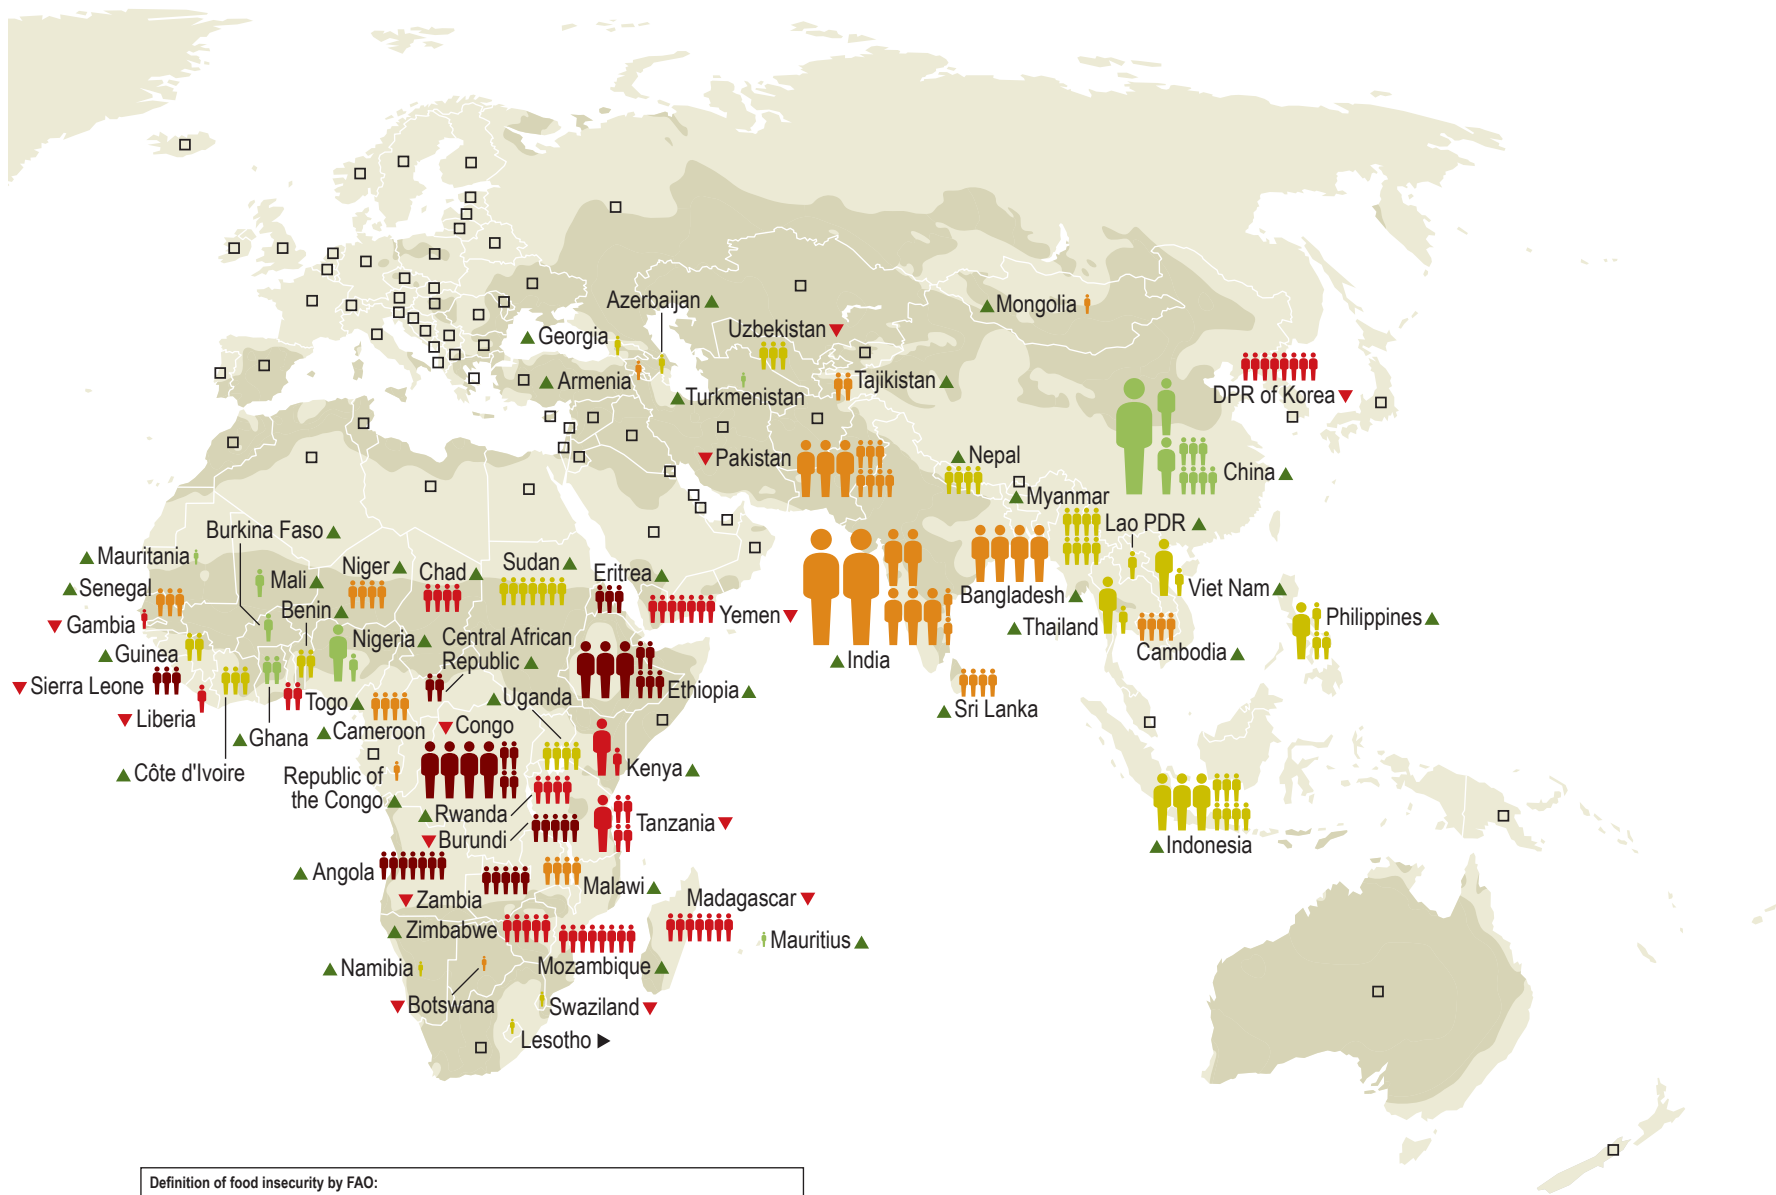 Azerbaijan
Mongolia
Uzbekistan
Georgia
Armenia
Tajikistan
Turkmenistan
DPR of Korea
Pakistan
Nepal
China
Myanmar
Lao PDR
Burkina Faso
Mauritania
Niger
Chad
Sudan
Eritrea
Mali
Senegal
Benin
Bangladesh
Viet Nam
Gambia
Yemen
Philippines
Nigeria
Central African
Republic
Thailand
Guinea
Cambodia
India
Sierra Leone
Ethiopia
Uganda
Togo
Sri Lanka
Liberia
Congo
Cameroon
Ghana
Côte d'Ivoire
Kenya
Republic of
the Congo
Rwanda
Tanzania
Burundi
Indonesia
Angola
Malawi
Zambia
Madagascar
Zimbabwe
Mauritius
Namibia
Mozambique
Botswana
Swaziland
Lesotho
Definition of food insecurity by FAO: